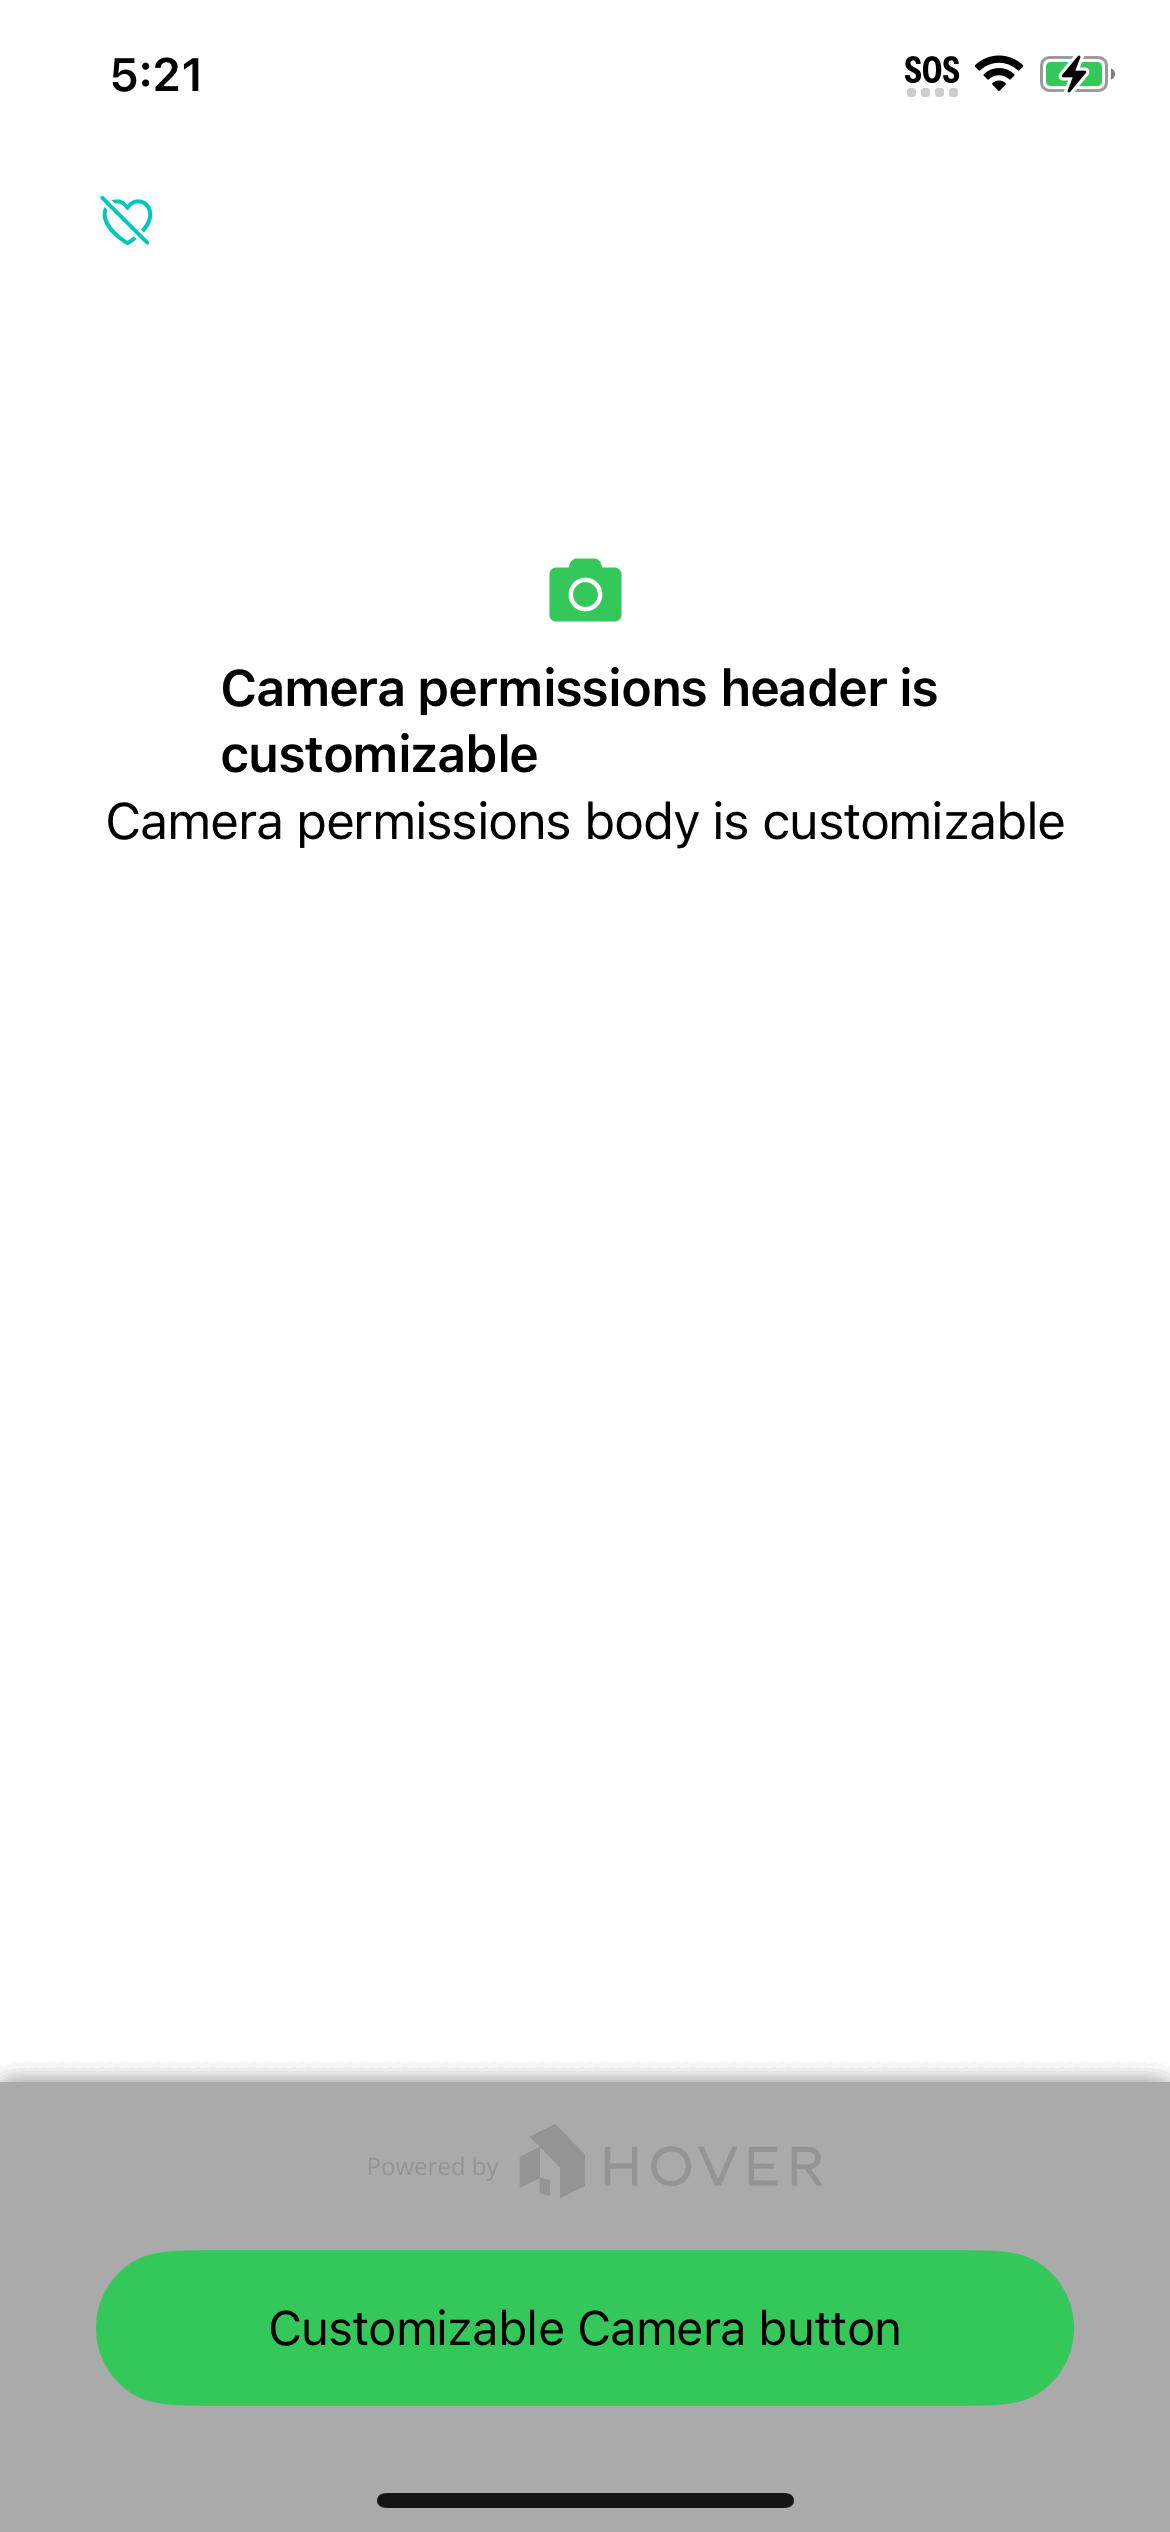 5:21
SOS
Camera permissions header is
customizable
Camera permissions body is customizable
Powered by HOVER
Customizable Camera button